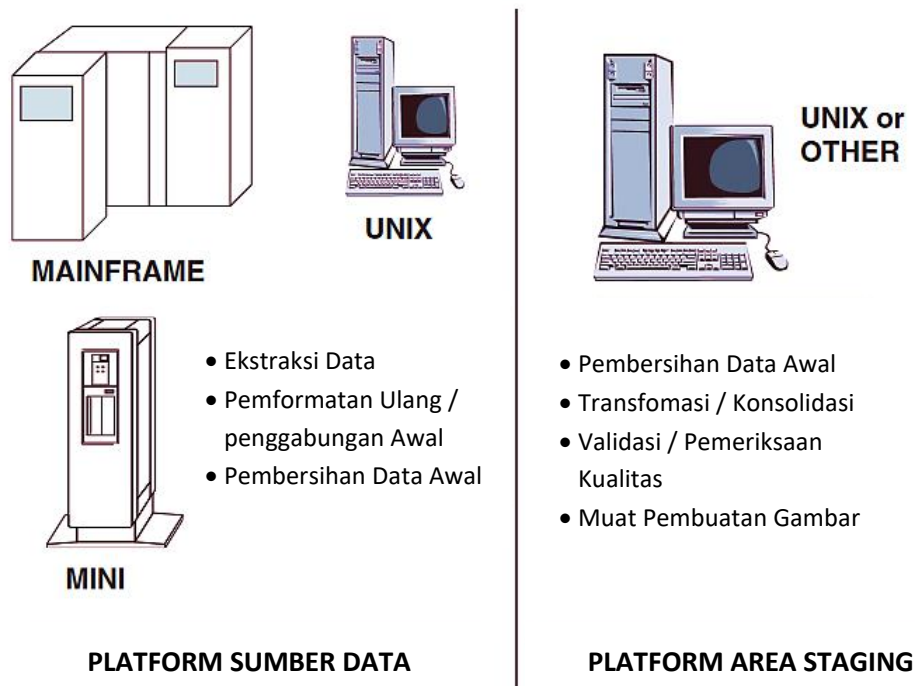 MAINFRAME
UNIX
MINI
• Ekstraksi Data
• Pemformatan Ulang /
penggabungan Awal
• Pembersihan Data Awal
PLATFORM SUMBER DATA
UNIX or
OTHER
• Pembersihan Data Awal
• Transfomasi / Konsolidasi
• Validasi / Pemeriksaan
Kualitas
• Muat Pembuatan Gambar
PLATFORM AREA STAGING